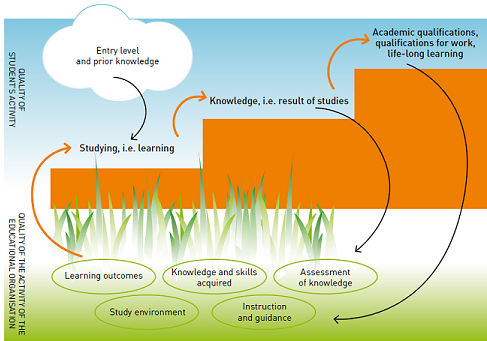 Academic qualifications,
qualifications for work,
life-long learning
Entry level
and prior knowledge
QUALITY OF
STUDENT'S ACTIVITY
Knowledge, i.e. result of studies
Studying, i.e. learning
QUALITY OF THE ACTIVITY OF THE
EDUCATIONAL ORGANISATION
Learning outcomes
Knowledge and skills
acquired
Assessment
of knowledge
Study environment
Instruction
and guidance